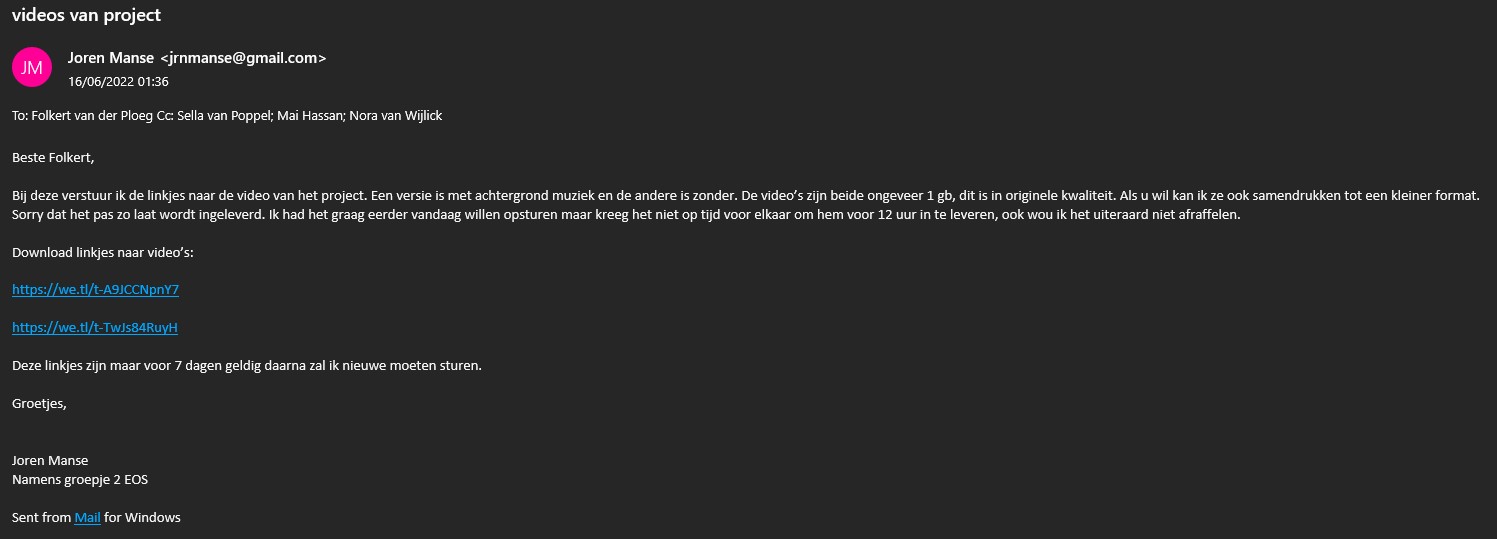 videos van project
JM
Joren Manse <jrnmanse@gmail.com>
16/06/2022 01:36
To: Folkert van der Ploeg Cc: Sella van Poppel; Mai Hassan; Nora van Wijlick
Beste Folkert,
Bij deze verstuur ik de linkjes naar de video van het project. Een versie is met achtergrond muziek en de andere is zonder. De video’s zijn beide ongeveer 1 gb, dit is in originele kwaliteit. Als u wil kan ik ze ook samendrukken tot een kleiner format.
Sorry dat het pas zo laat wordt ingeleverd. Ik had het graag eerder vandaag willen opsturen maar kreeg het niet op tijd voor elkaar om hem voor 12 uur in te leveren, ook wou ik het uiteraard niet afraffelen.
Download linkjes naar video’s:
https://we.tl/t-A9JCCNpnY7
https://we.tl/t-TwJs84RuyH
Deze linkjes zijn maar voor 7 dagen geldig daarna zal ik nieuwe moeten sturen.
Groetjes,
Joren Manse
Namens groepje 2 EOS
Sent from Mail for Windows